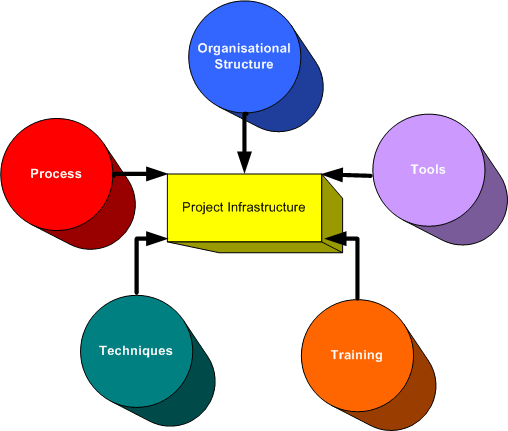 Organisational
Structure
Process
Tools
Project Infrastructure
Techniques
Training